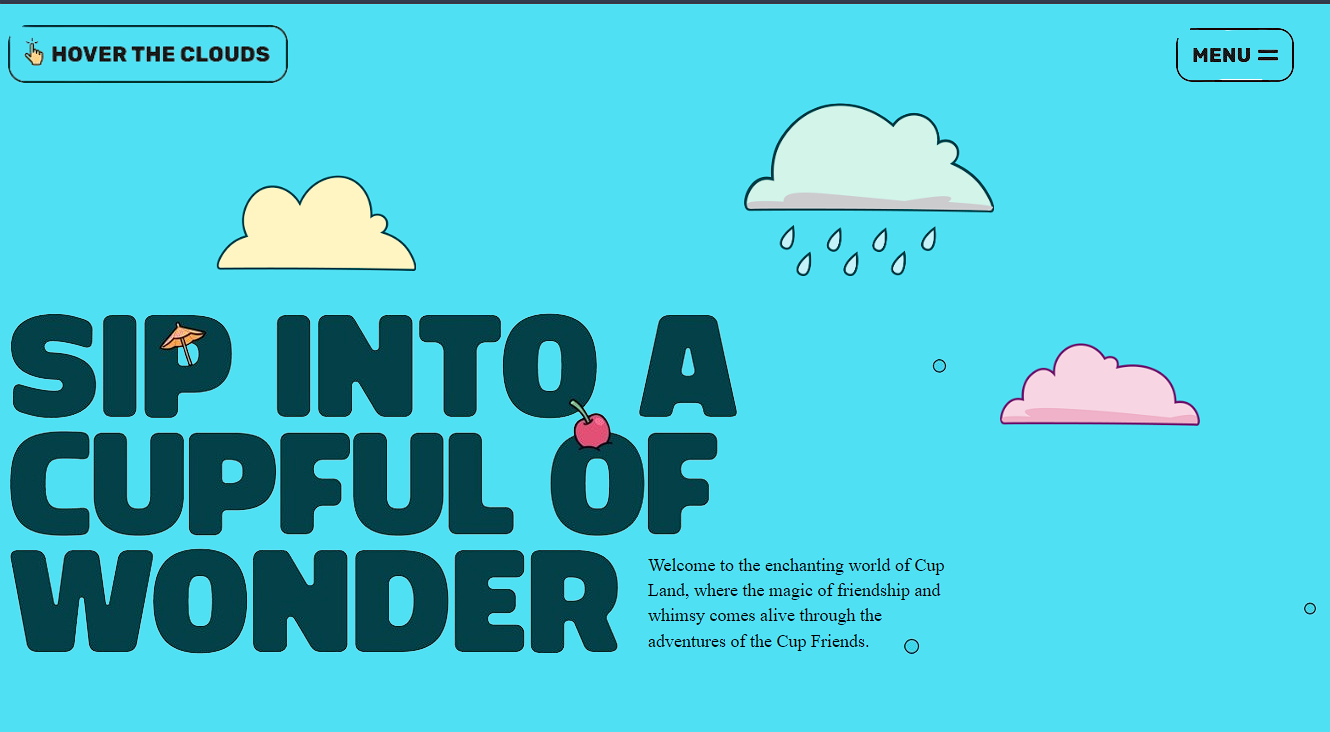 HOVER THE CLOUDS
MENU
SIP INTO A
CUPFUL OF
WONDER
Welcome to the enchanting world of Cup
Land, where the magic of friendship and
whimsy comes alive through the
adventures of the Cup Friends.